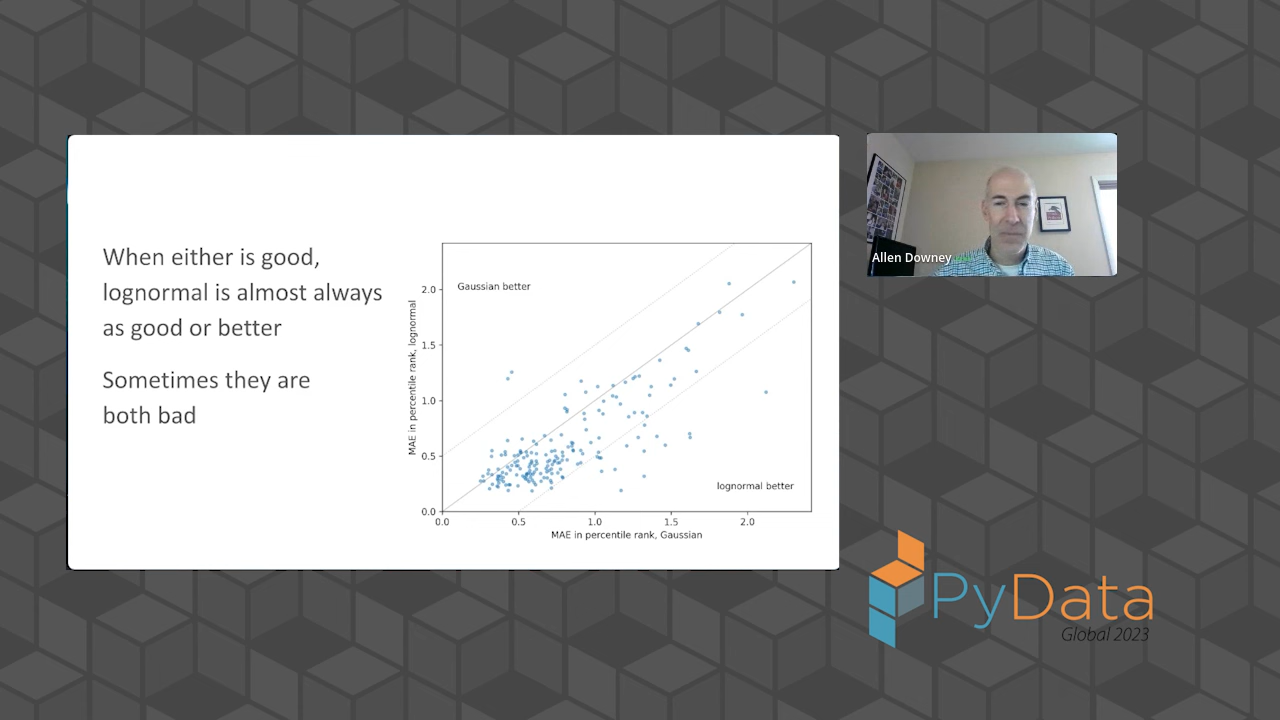 When either is good,
lognormal is almost always
as good or better
Sometimes they are
both bad
Gaussian better
lognormal better
MAE in percentile rank, lognormal
2.0
1.5
1.0
0.5
0.0
0.0 0.5 1.0 1.5 2.0
MAE in percentile rank, Gaussian
Allen Downey
PyData
Global 2023